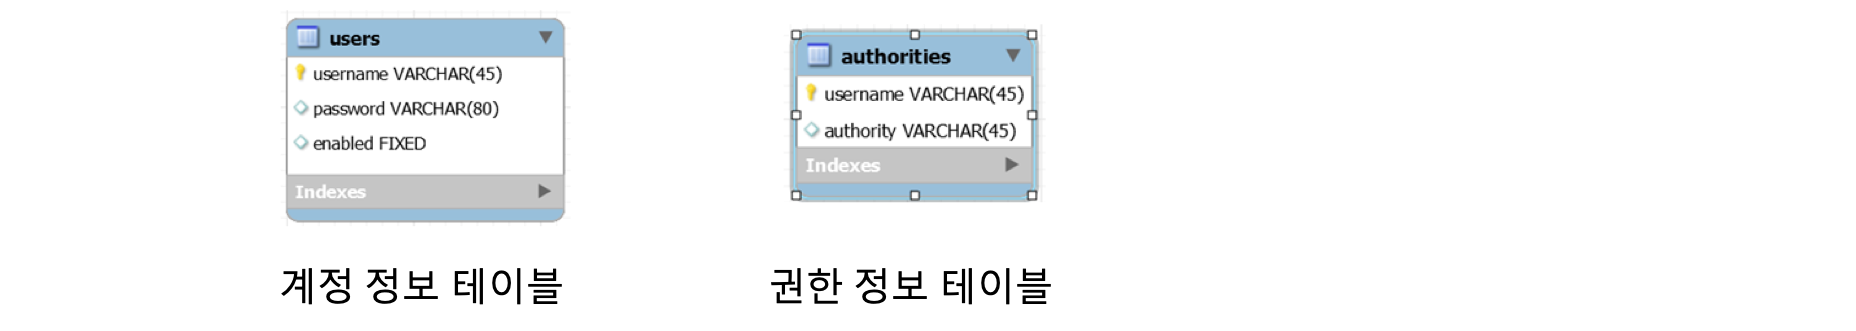 users
username VARCHAR(45)
password VARCHAR(80)
enabled FIXED
Indexes
계정 정보 테이블
authorities
username VARCHAR(45)
authority VARCHAR(45)
Indexes
권한 정보 테이블